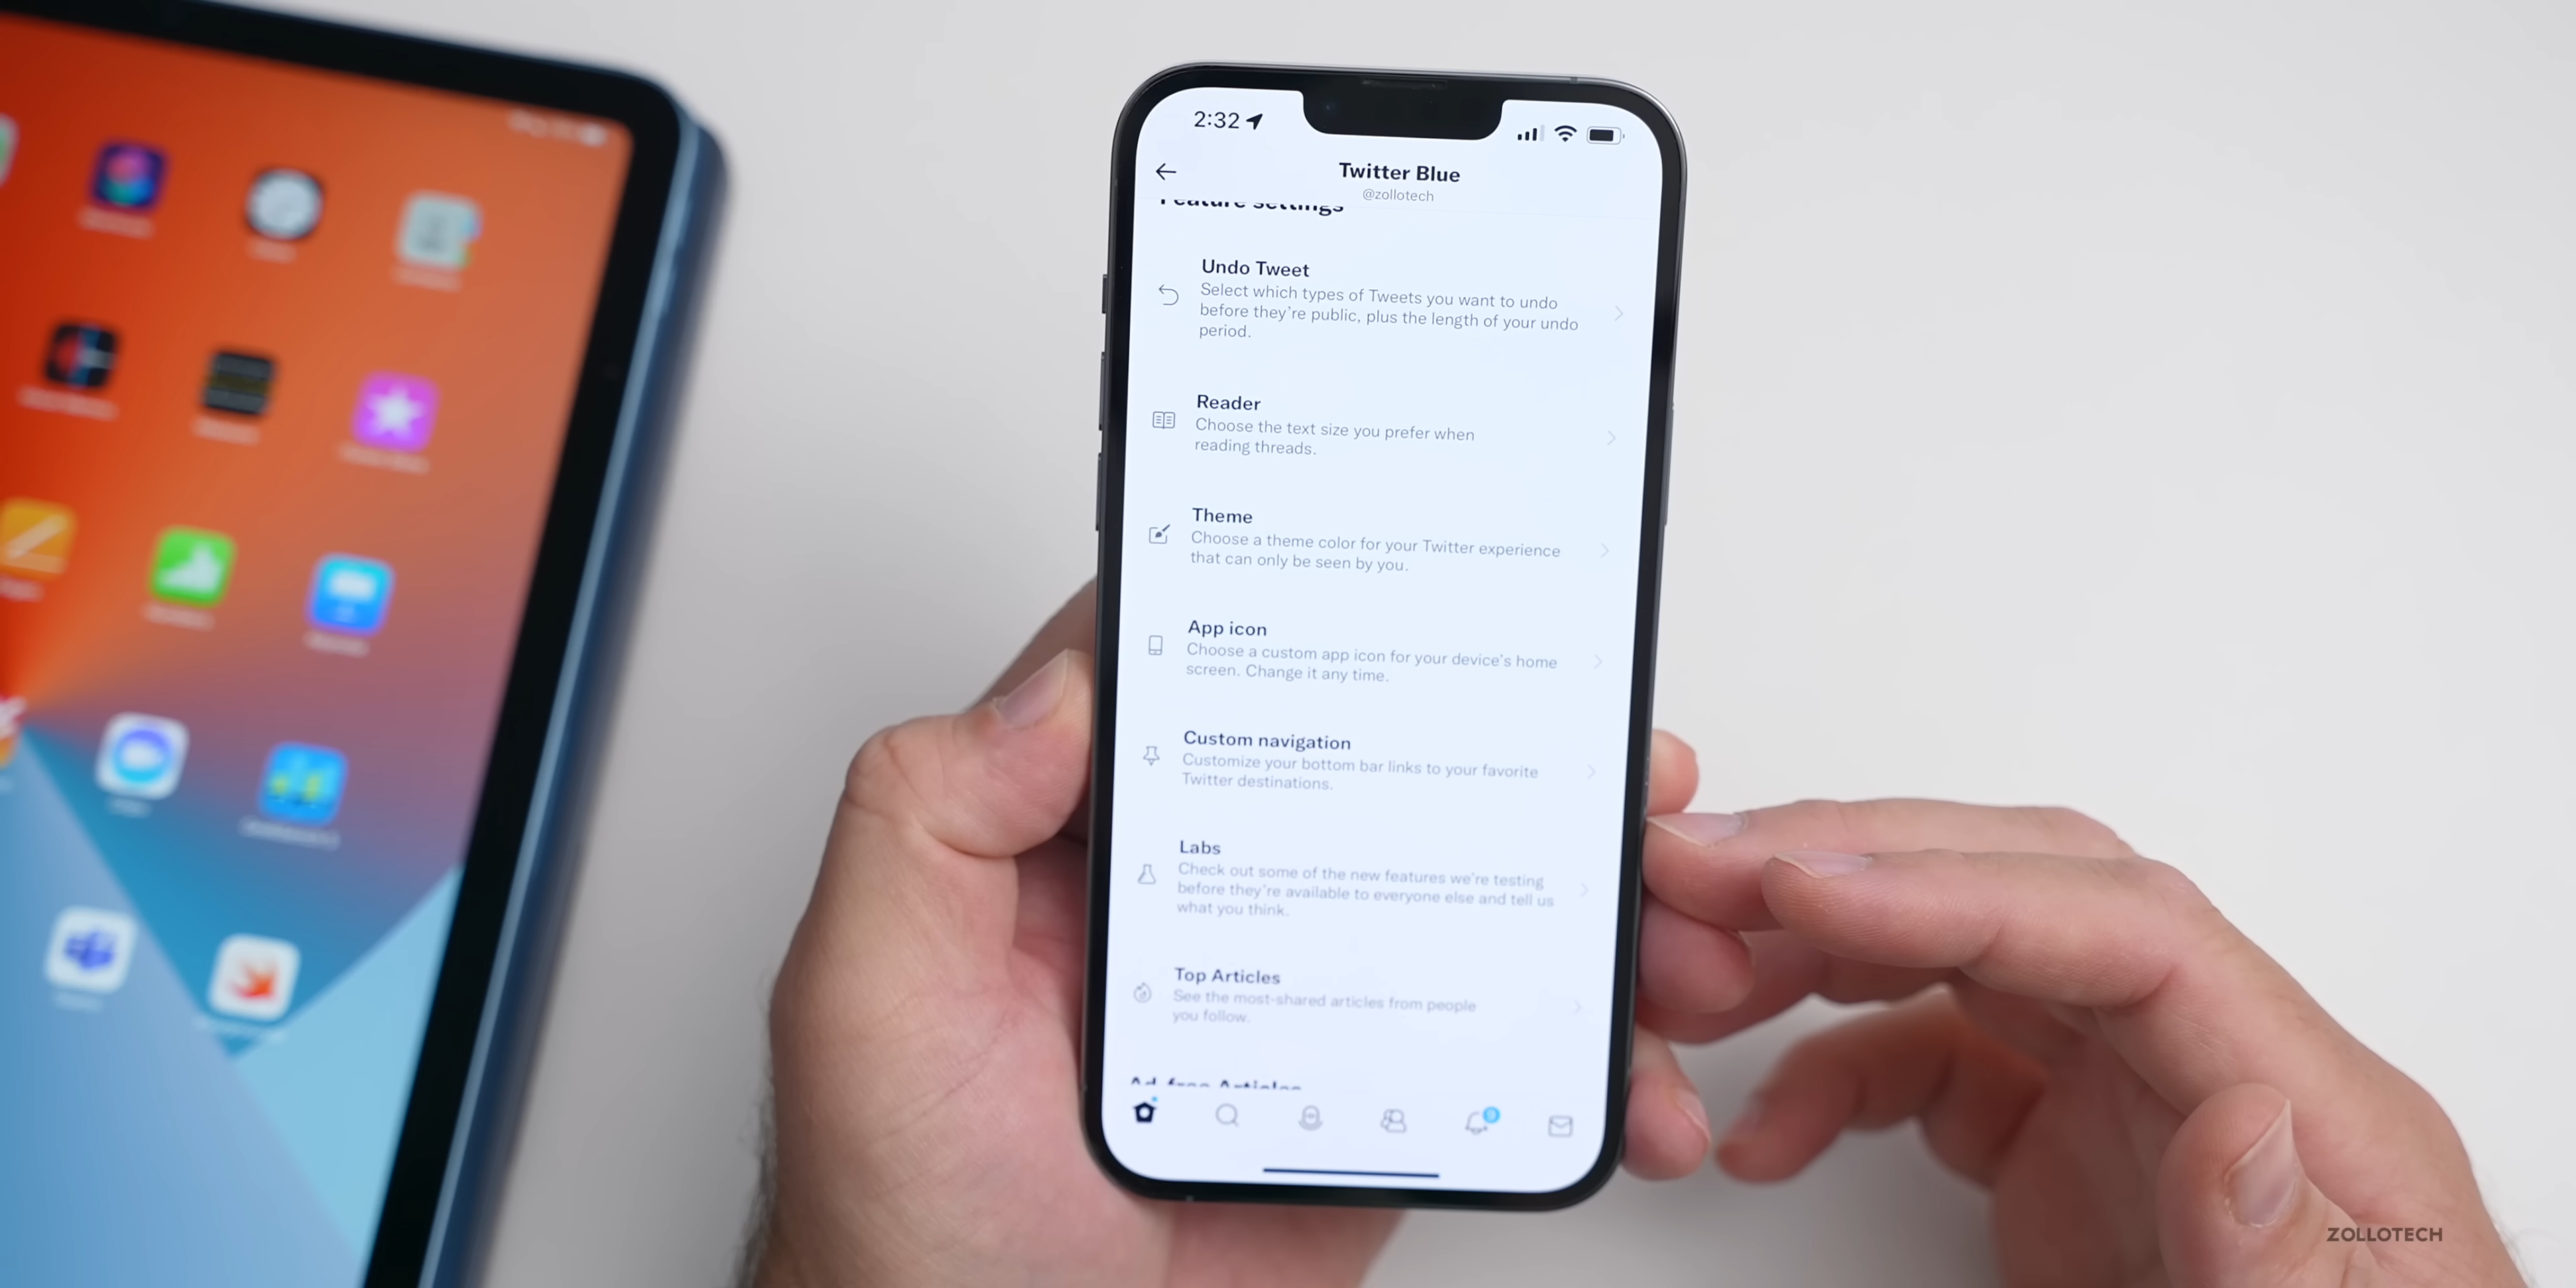 2:32
Twitter Blue
@zollotech
Feature settings
Undo Tweet
Select which types of Tweets you want to undo
before they're public, plus the length of your undo
period.
Reader
Choose the text size you prefer when
reading threads.
Theme
Choose a theme color for your Twitter experience
that can only be seen by you.
App icon
Choose a custom app icon for your device's home
screen. Change it any time.
Custom navigation
Customize your bottom bar links to your favorite
Twitter destinations.
Labs
Check out some of the new features we're testing
before they're available to everyone else and tell us
what you think.
Top Articles
See the most-shared articles from people
you follow.
Ad-free Articles
ZOLLOTECH